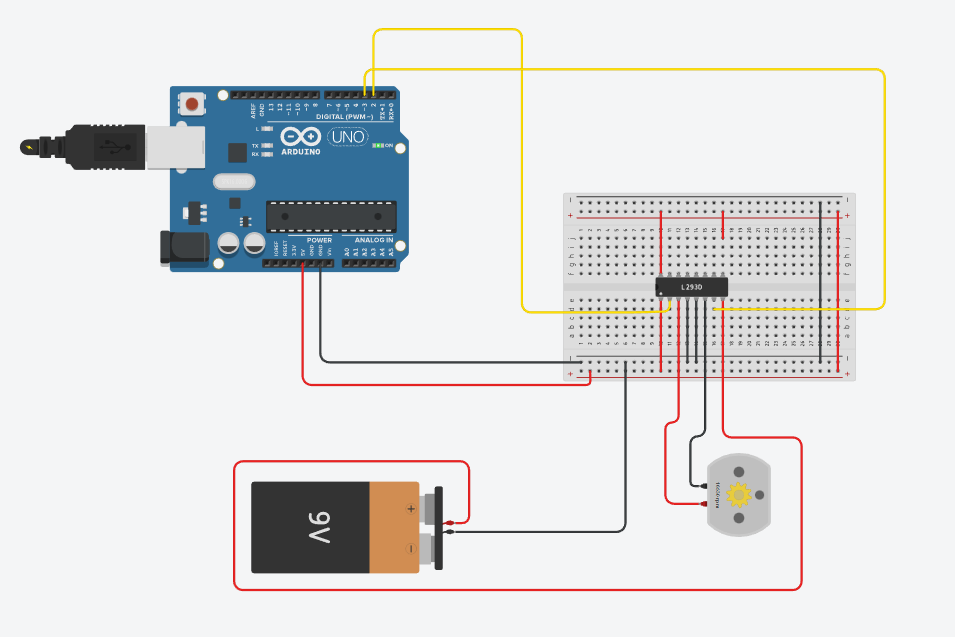 AREF
GND
13
12
~11
~10
~9
8
7
~6
~5
4
~3
2
TX→1
RX←0
DIGITAL (PWM~)
L
TX
RX
ARDUINO
UNO
ON
POWER
ANALOG IN
IOREF
RESET
3.3V
5V
GND
GND
Vin
A0
A1
A2
A3
A4
A5
L293D
a b c d e
f g h i j
9V
+
−